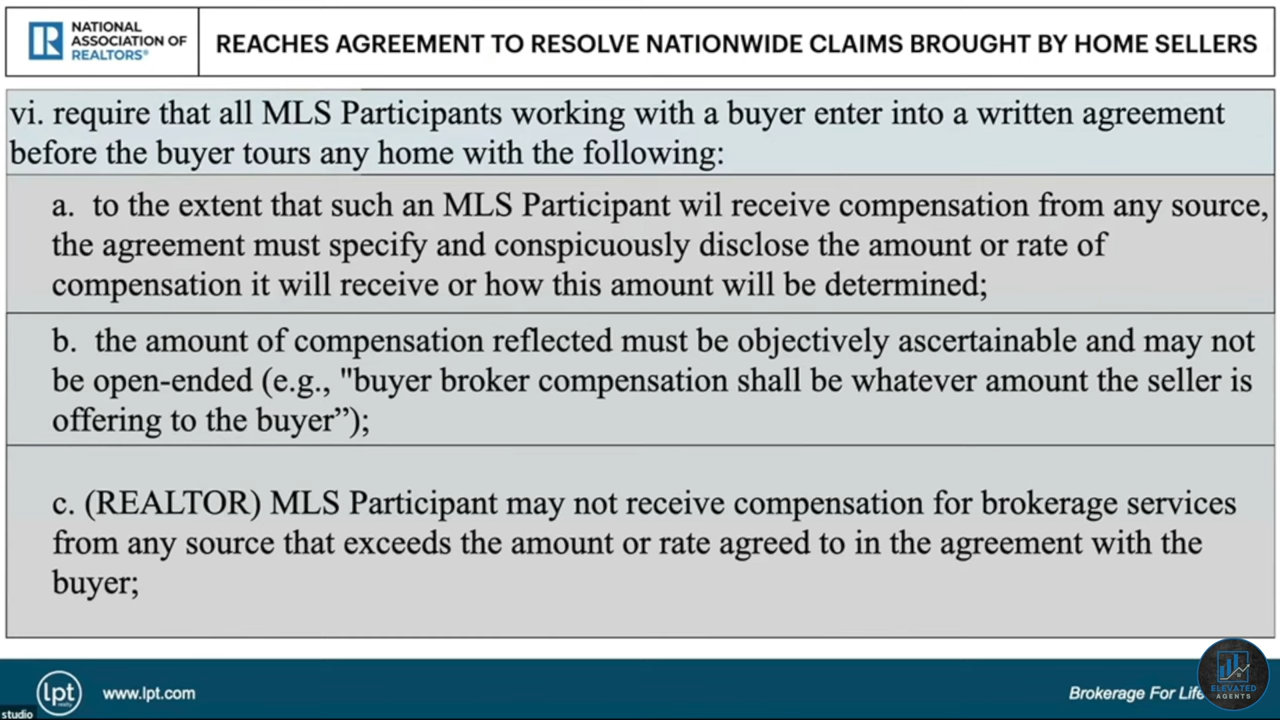 NATIONAL
ASSOCIATION OF
REALTORS®
REACHES AGREEMENT TO RESOLVE NATIONWIDE CLAIMS BROUGHT BY HOME SELLERS
vi. require that all MLS Participants working with a buyer enter into a written agreement
before the buyer tours any home with the following:
a. to the extent that such an MLS Participant wil receive compensation from any source,
the agreement must specify and conspicuously disclose the amount or rate of
compensation it will receive or how this amount will be determined;
b. the amount of compensation reflected must be objectively ascertainable and may not
be open-ended (e.g., "buyer broker compensation shall be whatever amount the seller is
offering to the buyer”);
c. (REALTOR) MLS Participant may not receive compensation for brokerage services
from any source that exceeds the amount or rate agreed to in the agreement with the
buyer;
lpt
www.lpt.com
Brokerage For Life
ELEVATED
AGENTS
studio